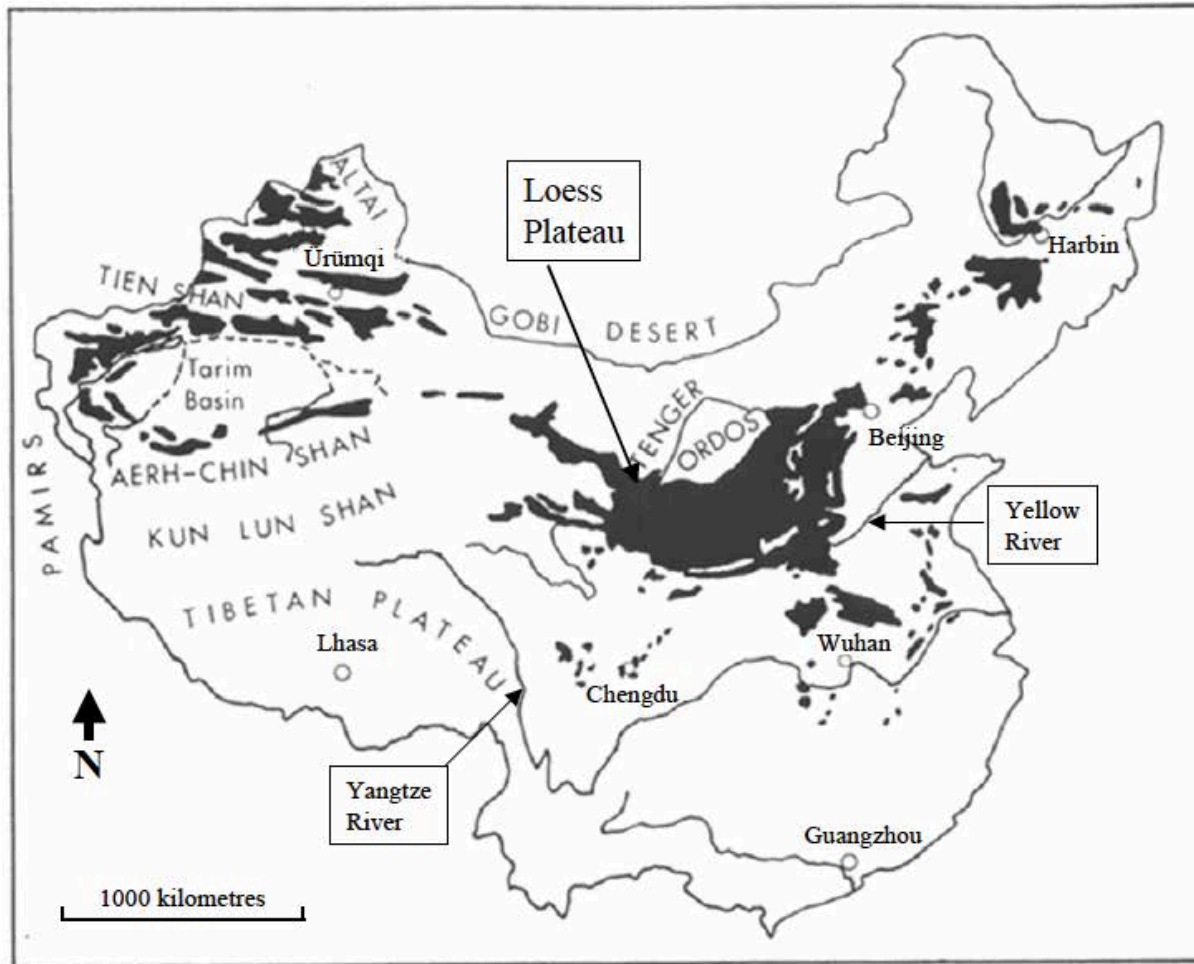 ALTAI
Loess
Plateau
Ürümqi
Harbin
TIEN SHAN
GOBI DESERT
Tarim
Basin
TENGER
ORDOS
Beijing
AERH-CHIN SHAN
PAMIRS
KUN LUN SHAN
Yellow
River
TIBETAN PLATEAU
Lhasa
Wuhan
Chengdu
N
Yangtze
River
Guangzhou
1000 kilometres